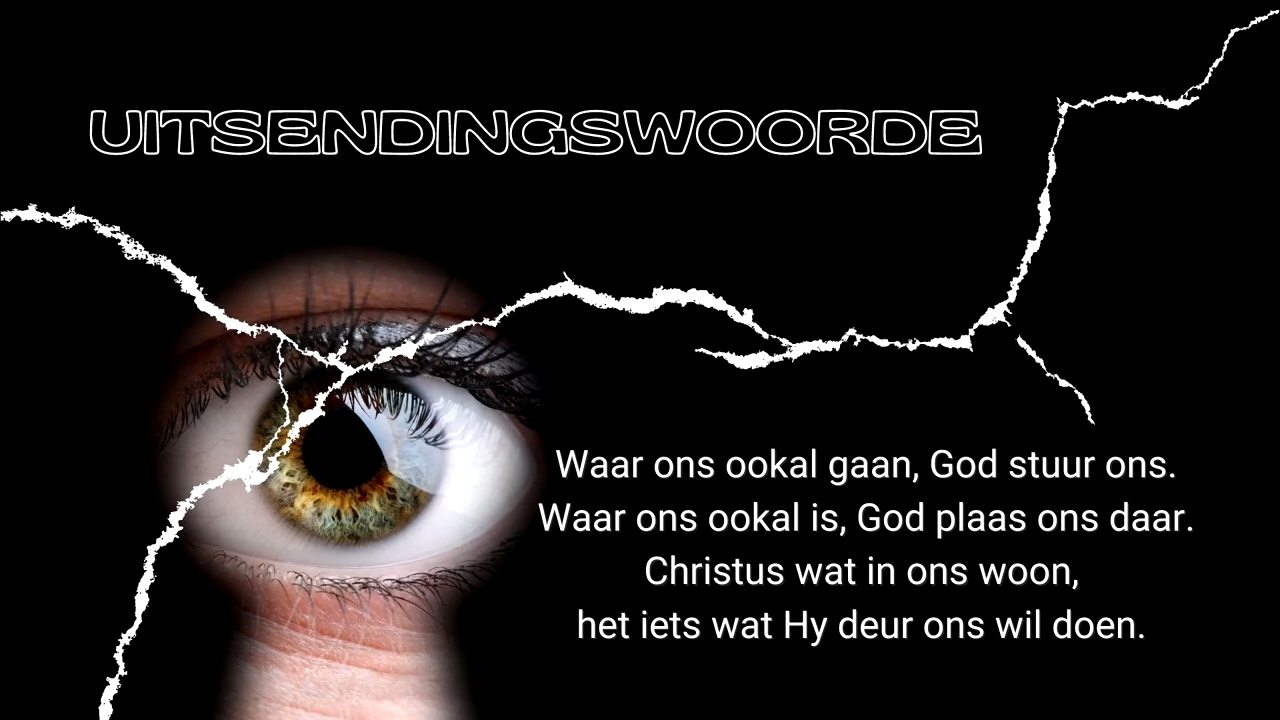 UITSENDINGSWOORDE
Waar ons ookal gaan, God stuur ons.
Waar ons ookal is, God plaas ons daar.
Christus wat in ons woon,
het iets wat Hy deur ons wil doen.